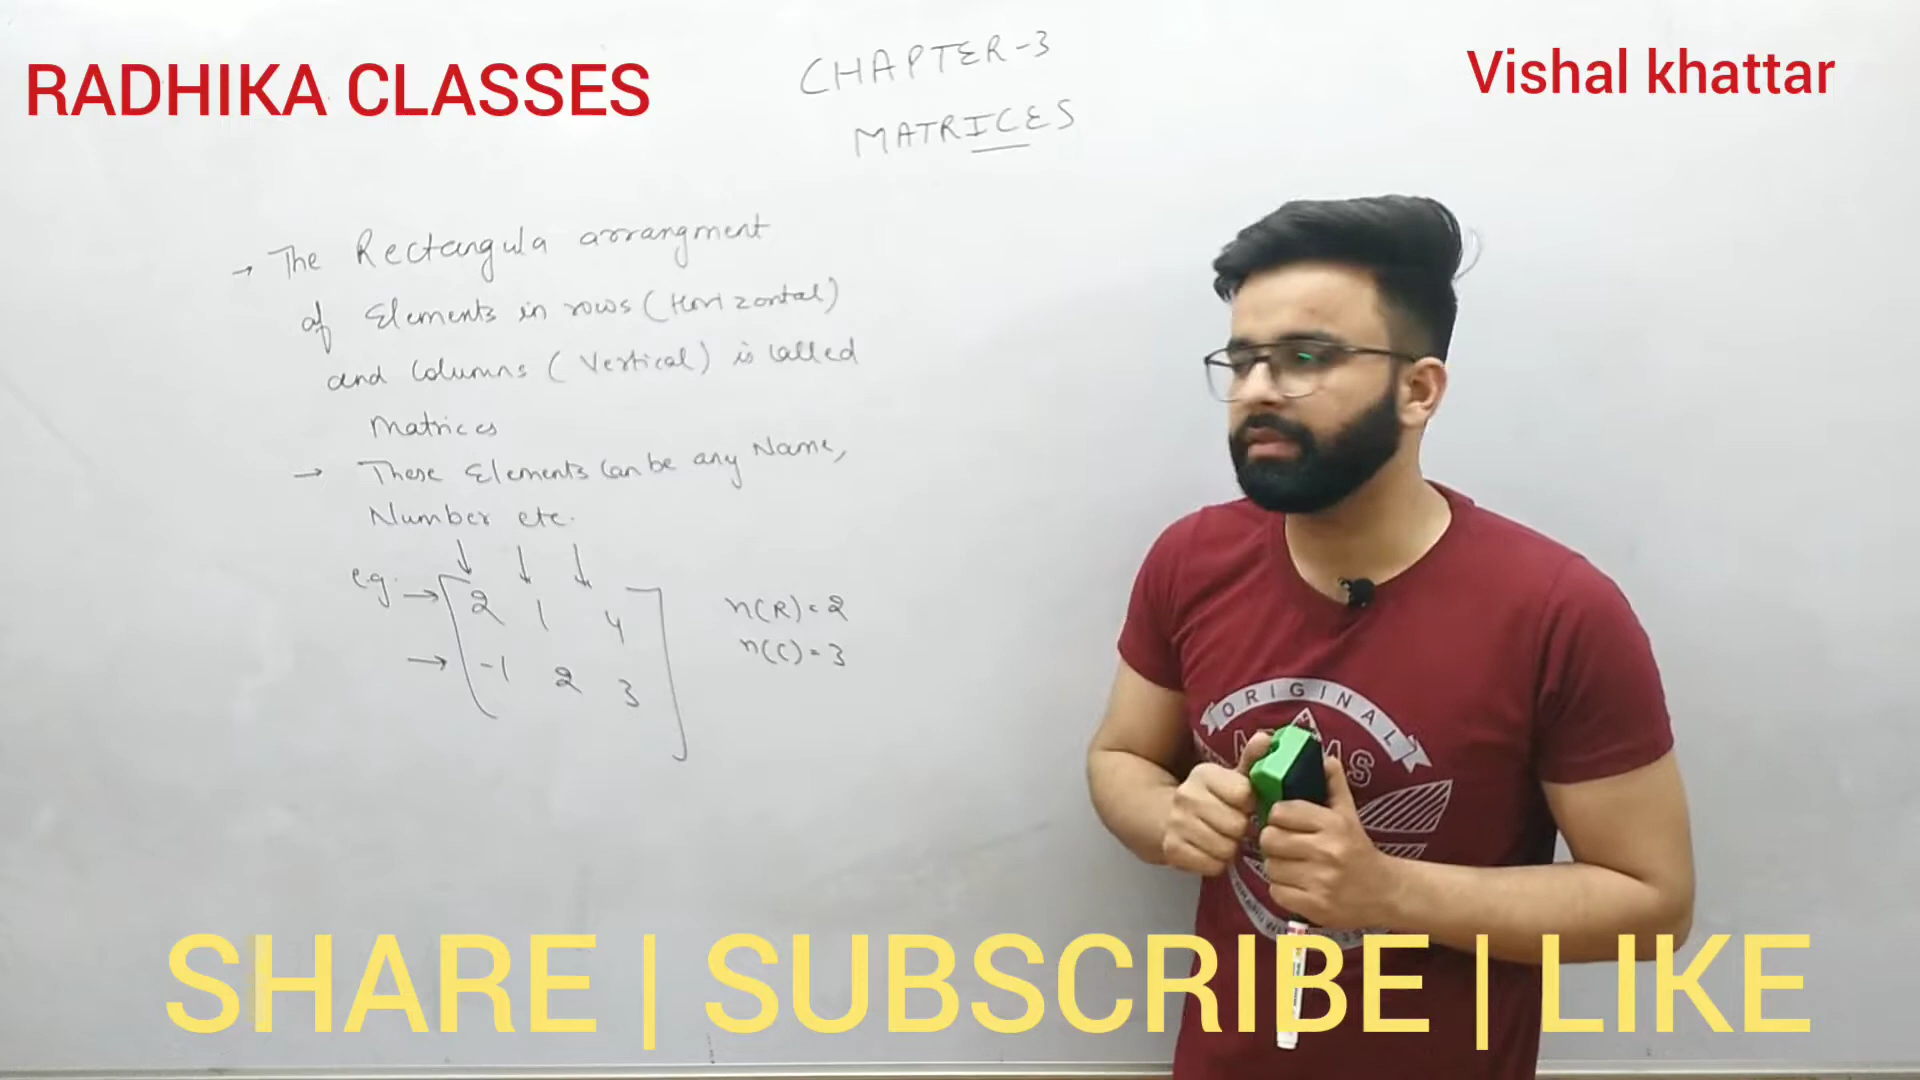 RADHIKA CLASSES
Vishal khattar
CHAPTER-3
MATRICES
→ The Rectangula arrangment
of Elements in rows (Horizontal)
and Columns (Vertical) is called
Matrices
→ These Elements can be any Name,
Number etc.
e.g. → [ 2 1 4
→ -1 2 3 ]
n(R) = 2
n(C) = 3
ORIGINAL
SHARE | SUBSCRIBE | LIKE